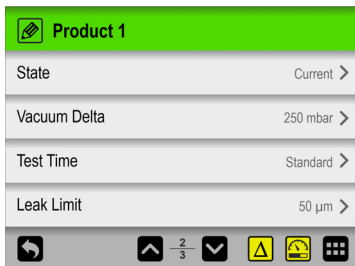 Product 1
State Current
Vacuum Delta 250 mbar
Test Time Standard
Leak Limit 50 µm
2
3
Δ